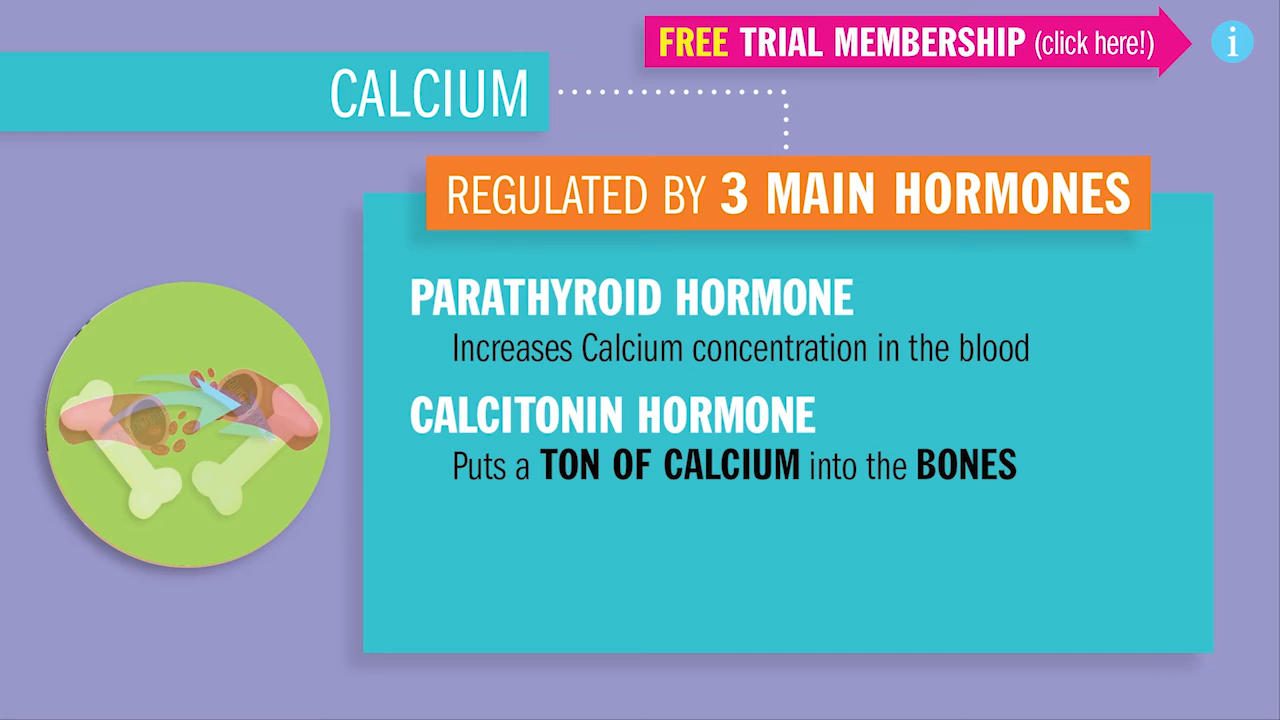 FREE TRIAL MEMBERSHIP (click here!)
i
CALCIUM
REGULATED BY 3 MAIN HORMONES
PARATHYROID HORMONE
Increases Calcium concentration in the blood
CALCITONIN HORMONE
Puts a TON OF CALCIUM into the BONES